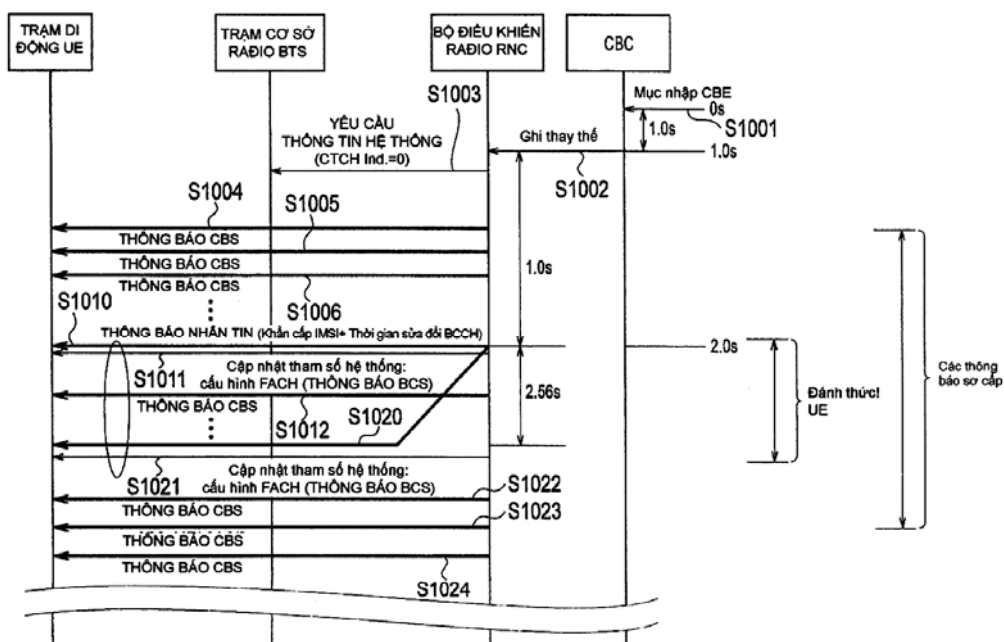 TRẠM DI
ĐỘNG UE
TRẠM CƠ SỞ
RAĐIO BTS
BỘ ĐIỀU KHIỂN
RAĐIO RNC
CBC
Mục nhập CBE
0s
S1001
1.0s
1.0s
S1003
YÊU CẦU
THÔNG TIN HỆ THỐNG
(CTCH Ind.=0)
Ghi thay thế
S1002
S1004
S1005
THÔNG BÁO CBS
THÔNG BÁO CBS
THÔNG BÁO CBS
S1006
1.0s
S1010
THÔNG BÁO NHẮN TIN (Khẩn cấp IMSI+ Thời gian sửa đổi BCCH)
2.0s
S1011
Cập nhật tham số hệ thống:
cấu hình FACH (THÔNG BÁO BCS)
THÔNG BÁO CBS
S1012
S1020
2.56s
Đánh thức!
UE
Các thông
báo sơ cấp
S1021
Cập nhật tham số hệ thống:
cấu hình FACH (THÔNG BÁO BCS)
S1022
THÔNG BÁO CBS
S1023
THÔNG BÁO CBS
THÔNG BÁO CBS
S1024